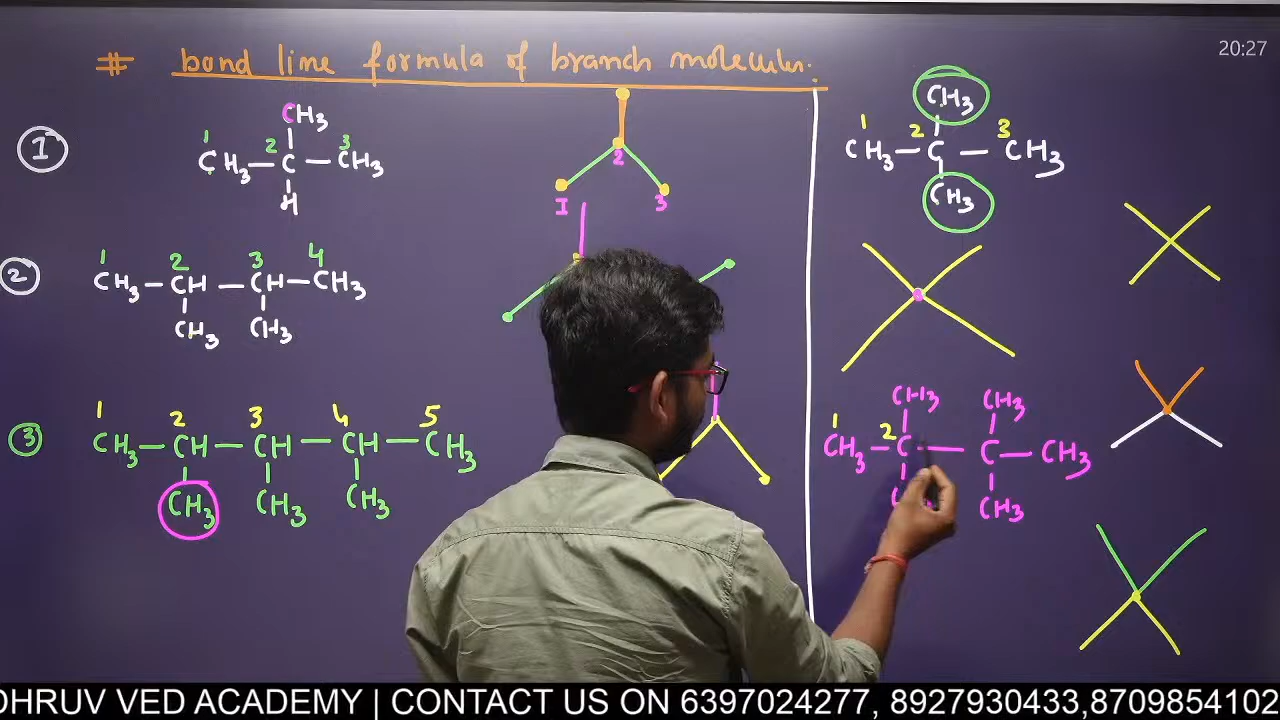 20:27
# bond line formula of branch molecules.
1
CH3
1 2 3
CH3—C—CH3
H
2
1 2 3 4
CH3—CH—CH—CH3
CH3 CH3
3
1 2 3 4 5
CH3—CH—CH—CH—CH3
CH3 CH3 CH3
2
1 3
CH3
1 2 3
CH3—C—CH3
CH3
CH3 CH3
1 2
CH3—C—C—CH3
CH3
DHRUV VED ACADEMY | CONTACT US ON 6397024277, 8927930433,8709854102